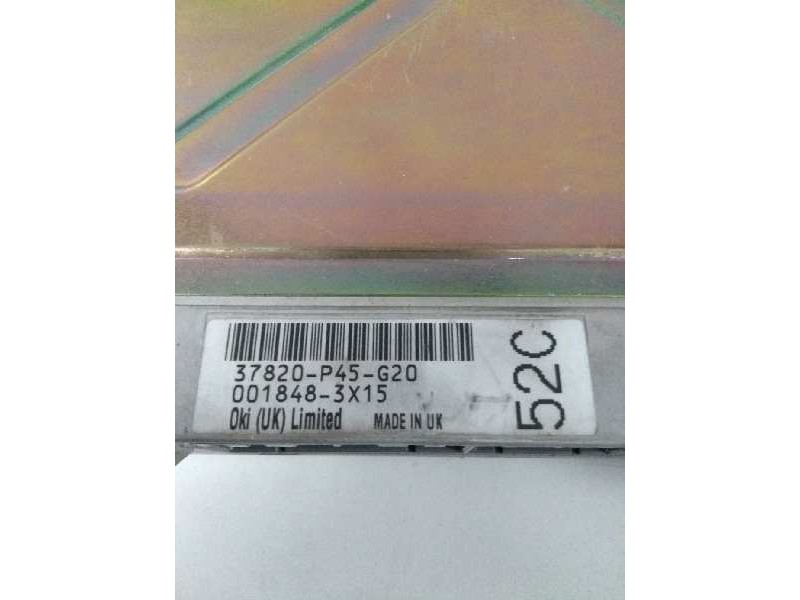 37820-P45-G20
001848-3X15
Oki (UK) Limited MADE IN UK
52C